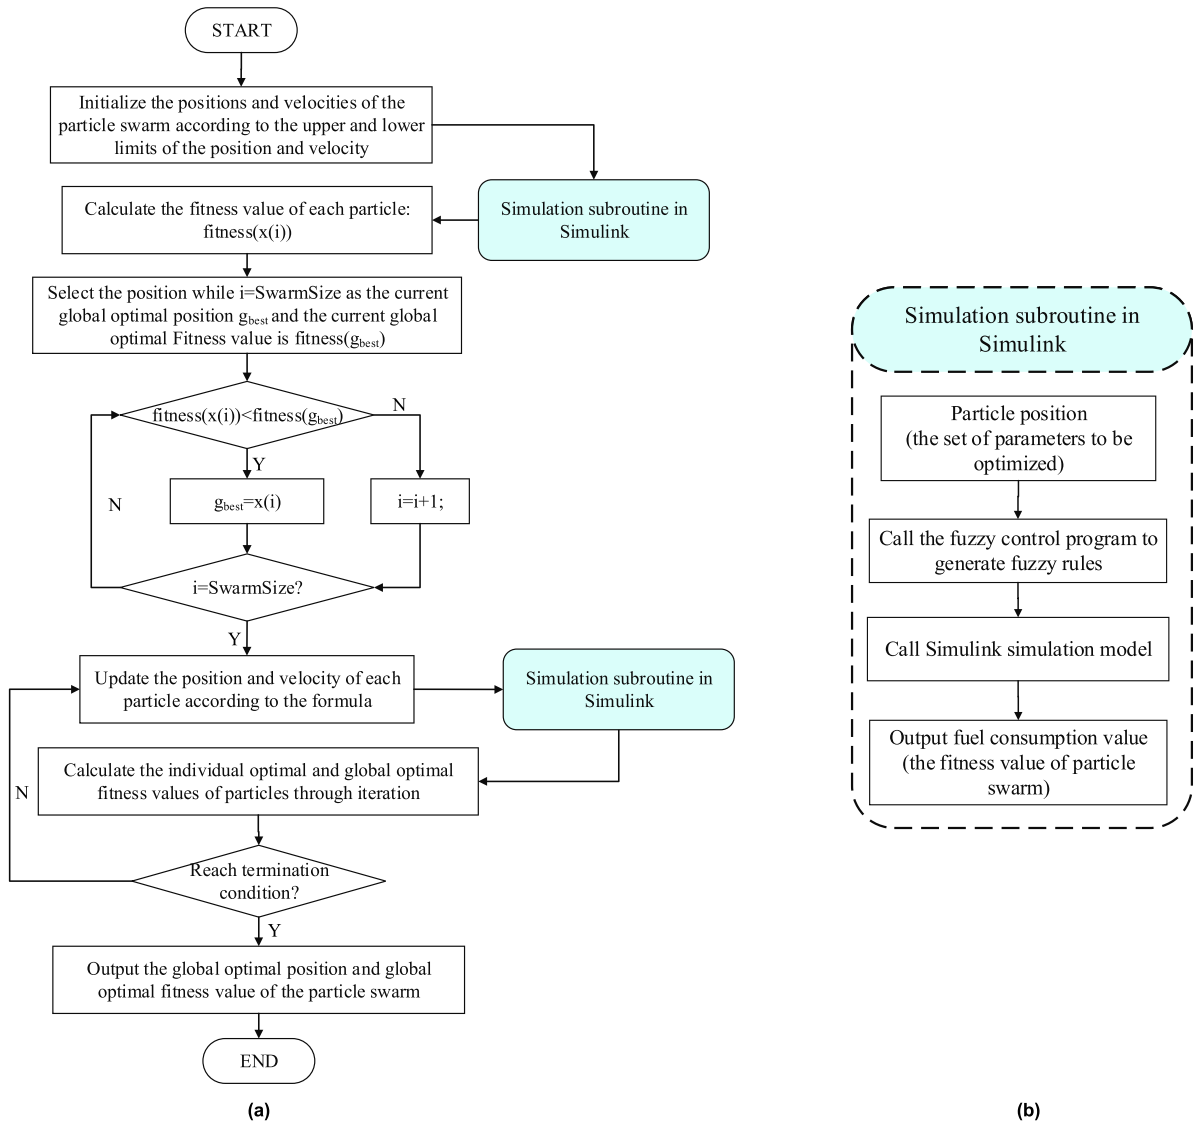 START
Initialize the positions and velocities of the
particle swarm according to the upper and lower
limits of the position and velocity
Simulation subroutine in
Simulink
Calculate the fitness value of each particle:
fitness(x(i))
Select the position while i=SwarmSize as the current
global optimal position gbest and the current global
optimal Fitness value is fitness(gbest)
fitness(x(i))<fitness(gbest)
N
Y
N
gbest=x(i)
i=i+1;
i=SwarmSize?
Y
Update the position and velocity of each
particle according to the formula
Simulation subroutine in
Simulink
Calculate the individual optimal and global optimal
fitness values of particles through iteration
N
Reach termination
condition?
Y
Output the global optimal position and global
optimal fitness value of the particle swarm
END
(a)
Simulation subroutine in
Simulink
Particle position
(the set of parameters to be
optimized)
Call the fuzzy control program to
generate fuzzy rules
Call Simulink simulation model
Output fuel consumption value
(the fitness value of particle
swarm)
(b)